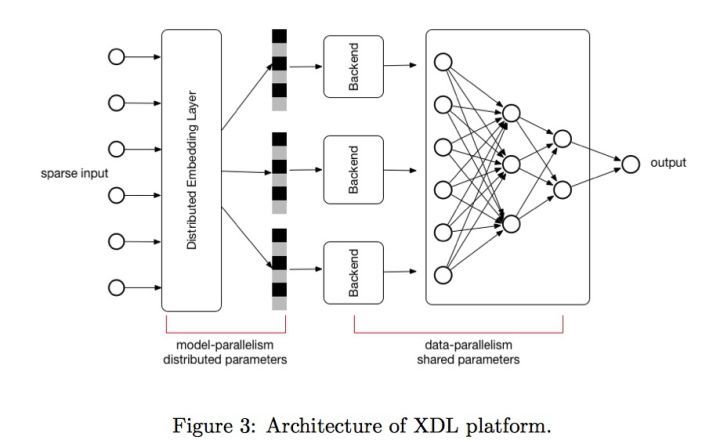 sparse input
Distributed Embedding Layer
Backend
Backend
Backend
output
model-parallelism
distributed parameters
data-parallelism
shared parameters
Figure 3: Architecture of XDL platform.